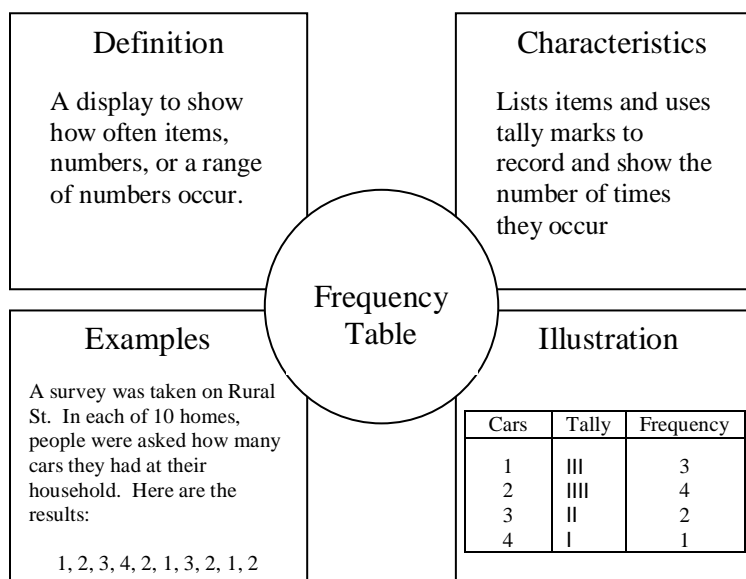 Definition
A display to show
how often items,
numbers, or a range
of numbers occur.
Characteristics
Lists items and uses
tally marks to
record and show the
number of times
they occur
Frequency
Table
Examples
A survey was taken on Rural
St. In each of 10 homes,
people were asked how many
cars they had at their
household. Here are the
results:
1, 2, 3, 4, 2, 1, 3, 2, 1, 2
Illustration
Cars Tally Frequency
1 III 3
2 IIII 4
3 II 2
4 I 1